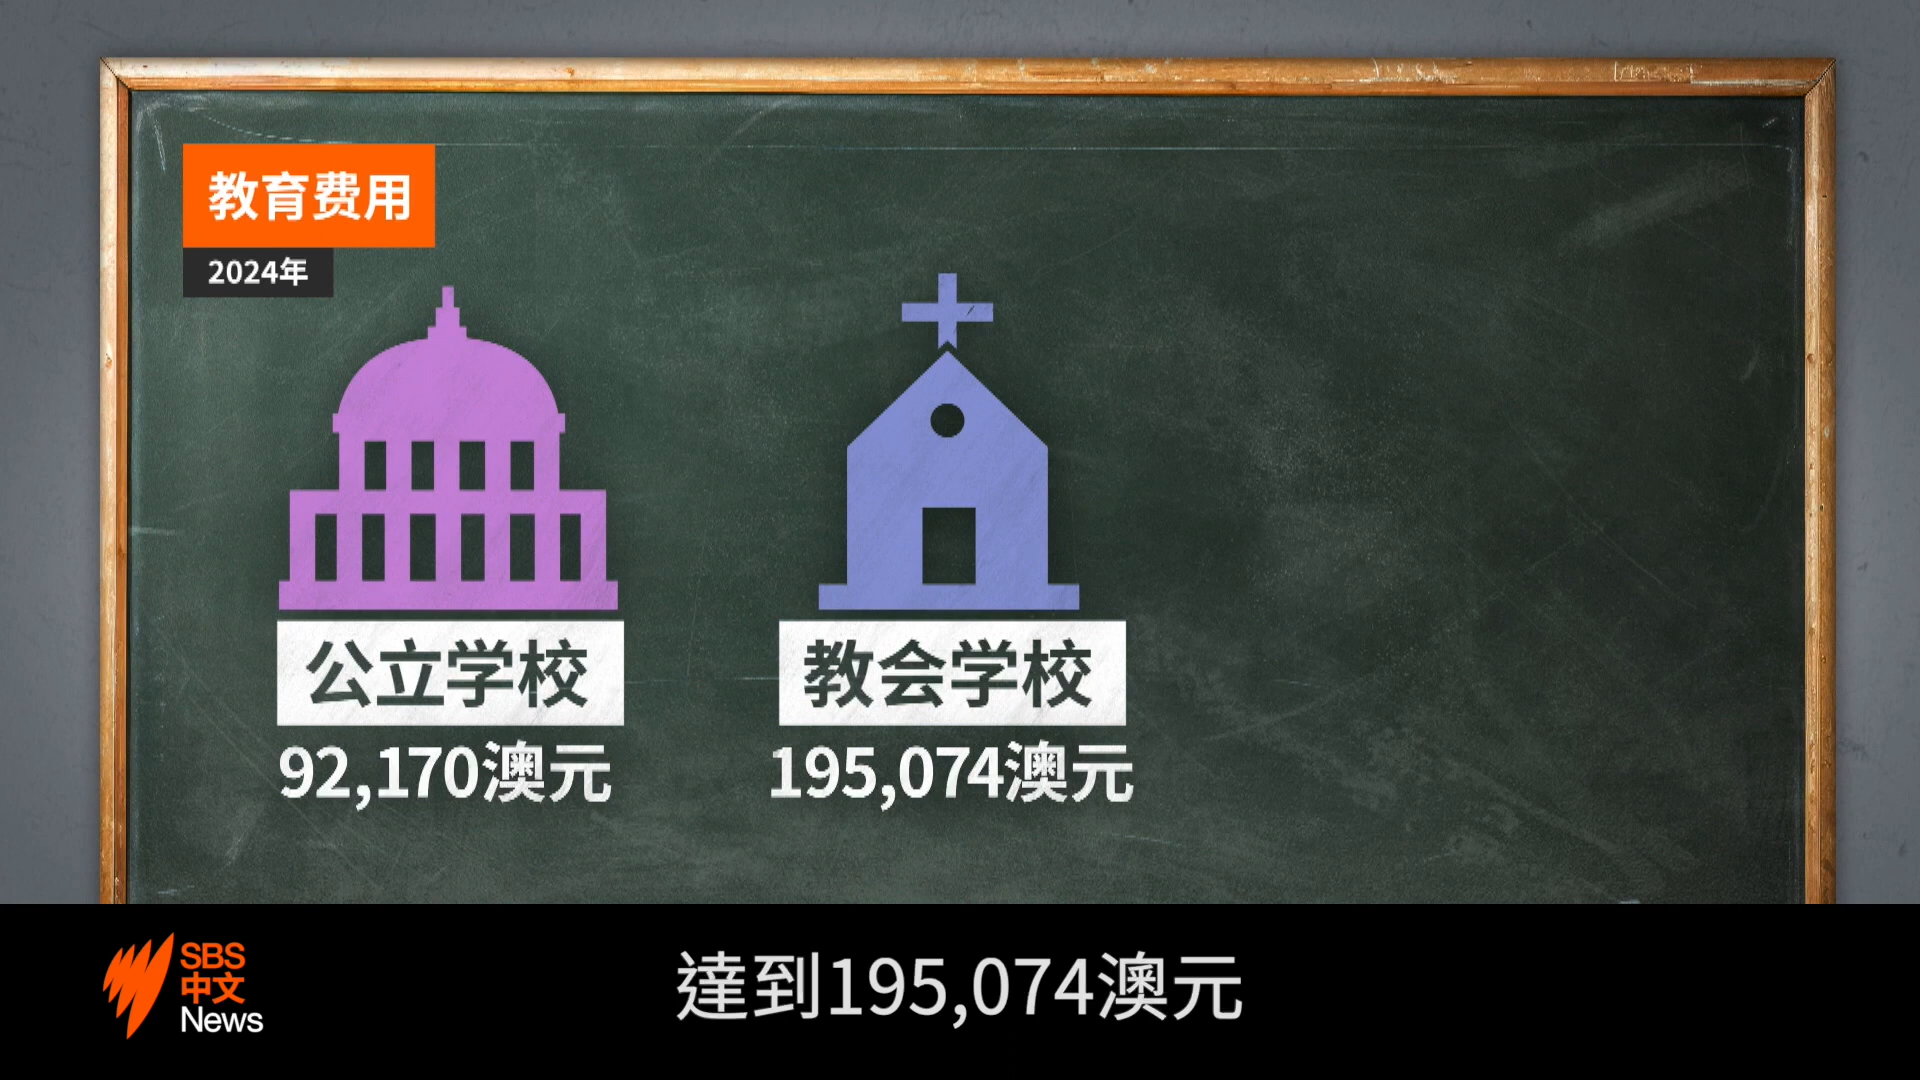 教育费用
2024年
公立学校
92,170澳元
教会学校
195,074澳元
SBS
中文
News
達到195,074澳元